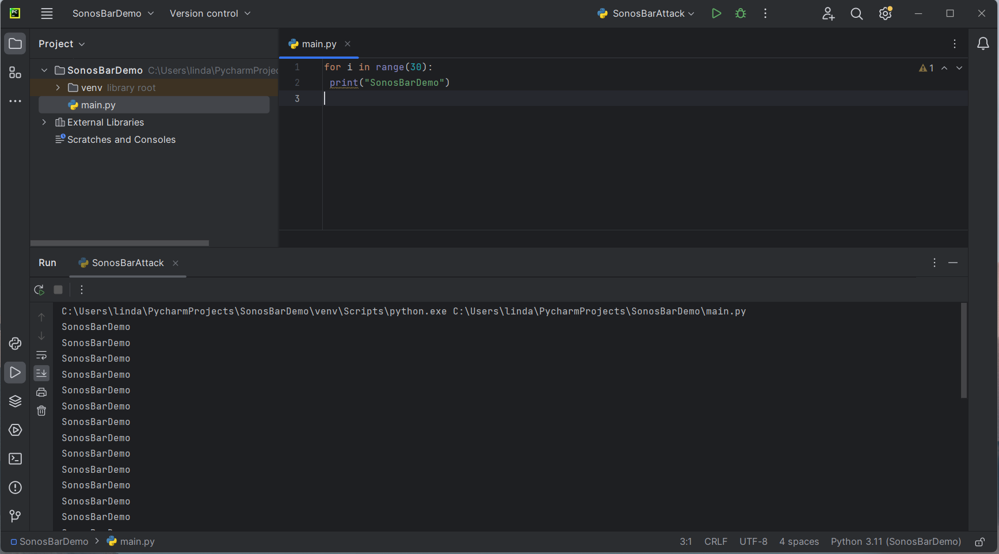 PC SonosBarDemo Version control SonosBarAttack
Project
main.py
SonosBarDemo C:\Users\linda\PycharmProjec
venv library root
main.py
External Libraries
Scratches and Consoles
1 for i in range(30):
2 print("SonosBarDemo")
3
1
Run SonosBarAttack
C:\Users\linda\PycharmProjects\SonosBarDemo\venv\Scripts\python.exe C:\Users\linda\PycharmProjects\SonosBarDemo\main.py
SonosBarDemo
SonosBarDemo
SonosBarDemo
SonosBarDemo
SonosBarDemo
SonosBarDemo
SonosBarDemo
SonosBarDemo
SonosBarDemo
SonosBarDemo
SonosBarDemo
SonosBarDemo
SonosBarDemo
SonosBarDemo > main.py 3:1 CRLF UTF-8 4 spaces Python 3.11 (SonosBarDemo)